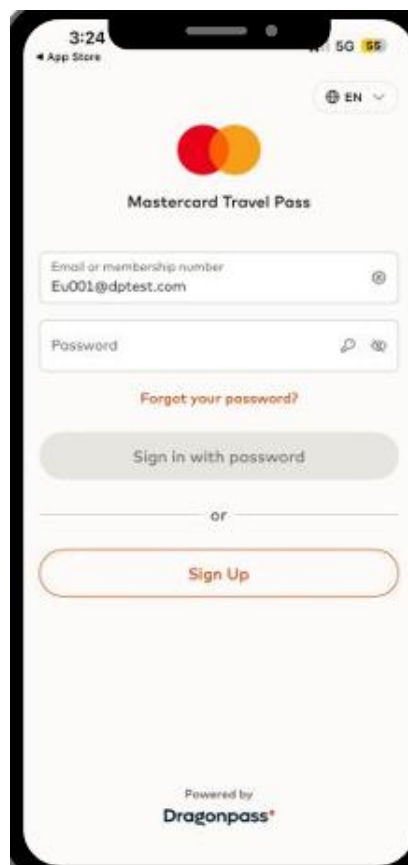 3:24
5G 55
App Store
EN
Mastercard Travel Pass
Email or membership number
Eu001@dptest.com
Password
Forgot your password?
Sign in with password
or
Sign Up
Powered by
Dragonpass